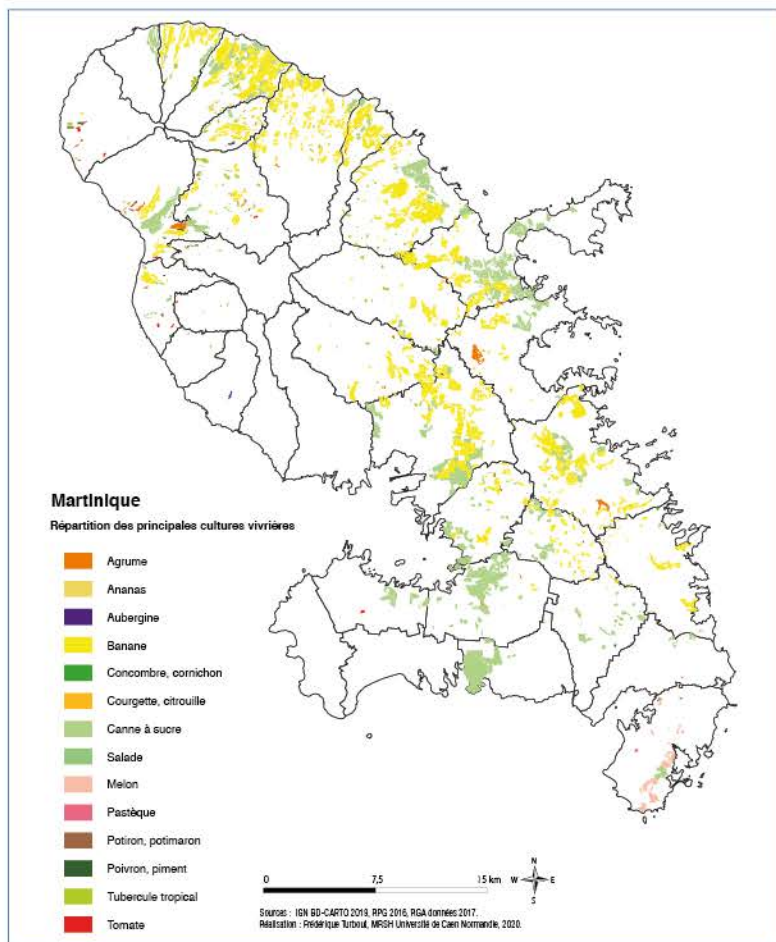 Martinique
Répartition des principales cultures vivrières
Agrume
Ananas
Aubergine
Banane
Concombre, cornichon
Courgette, citrouille
Canne à sucre
Salade
Melon
Pastèque
Potiron, potimaron
Poivron, piment
Tubercule tropical
Tomate
0 7,5 15 km
N
W E
S
Sources : IGN BD-CARTO 2019, RPG 2016, RGA données 2017.
Réalisation : Frédérique Turbout, MRSH Université de Caen Normandie, 2020.